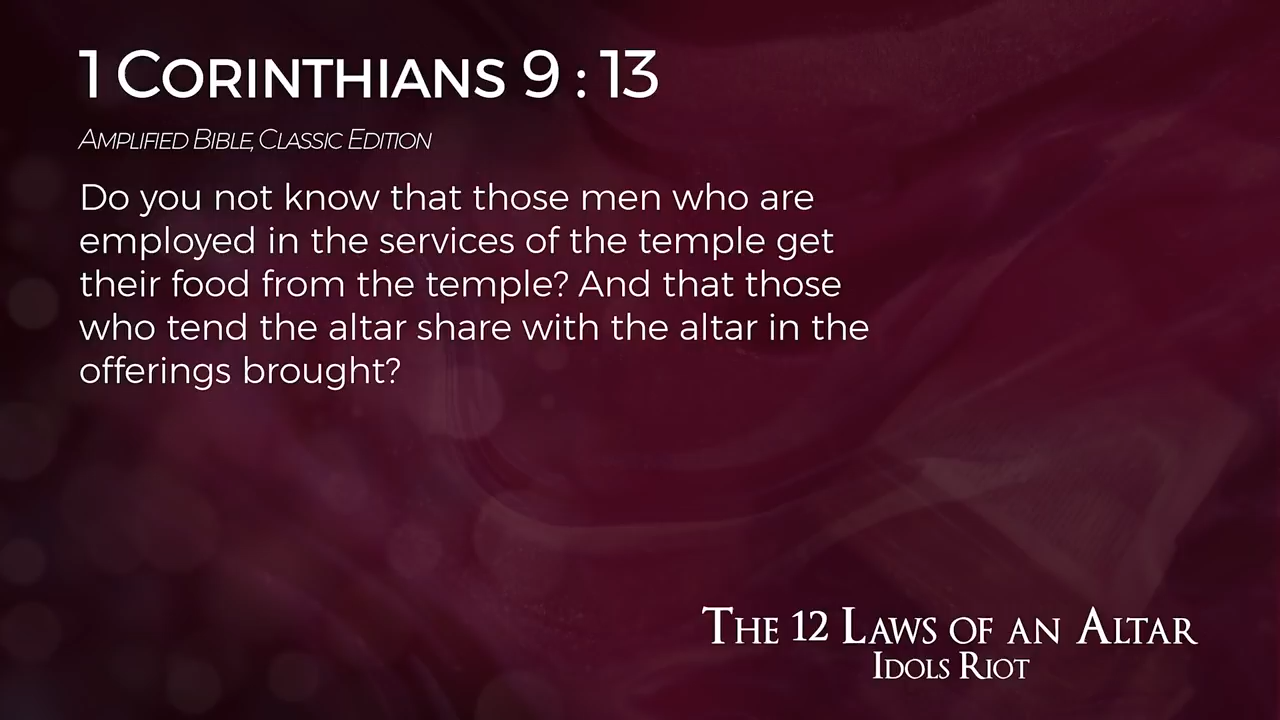 1 Corinthians 9 : 13
Amplified Bible, Classic Edition
Do you not know that those men who are
employed in the services of the temple get
their food from the temple? And that those
who tend the altar share with the altar in the
offerings brought?
The 12 Laws of an Altar
Idols Riot